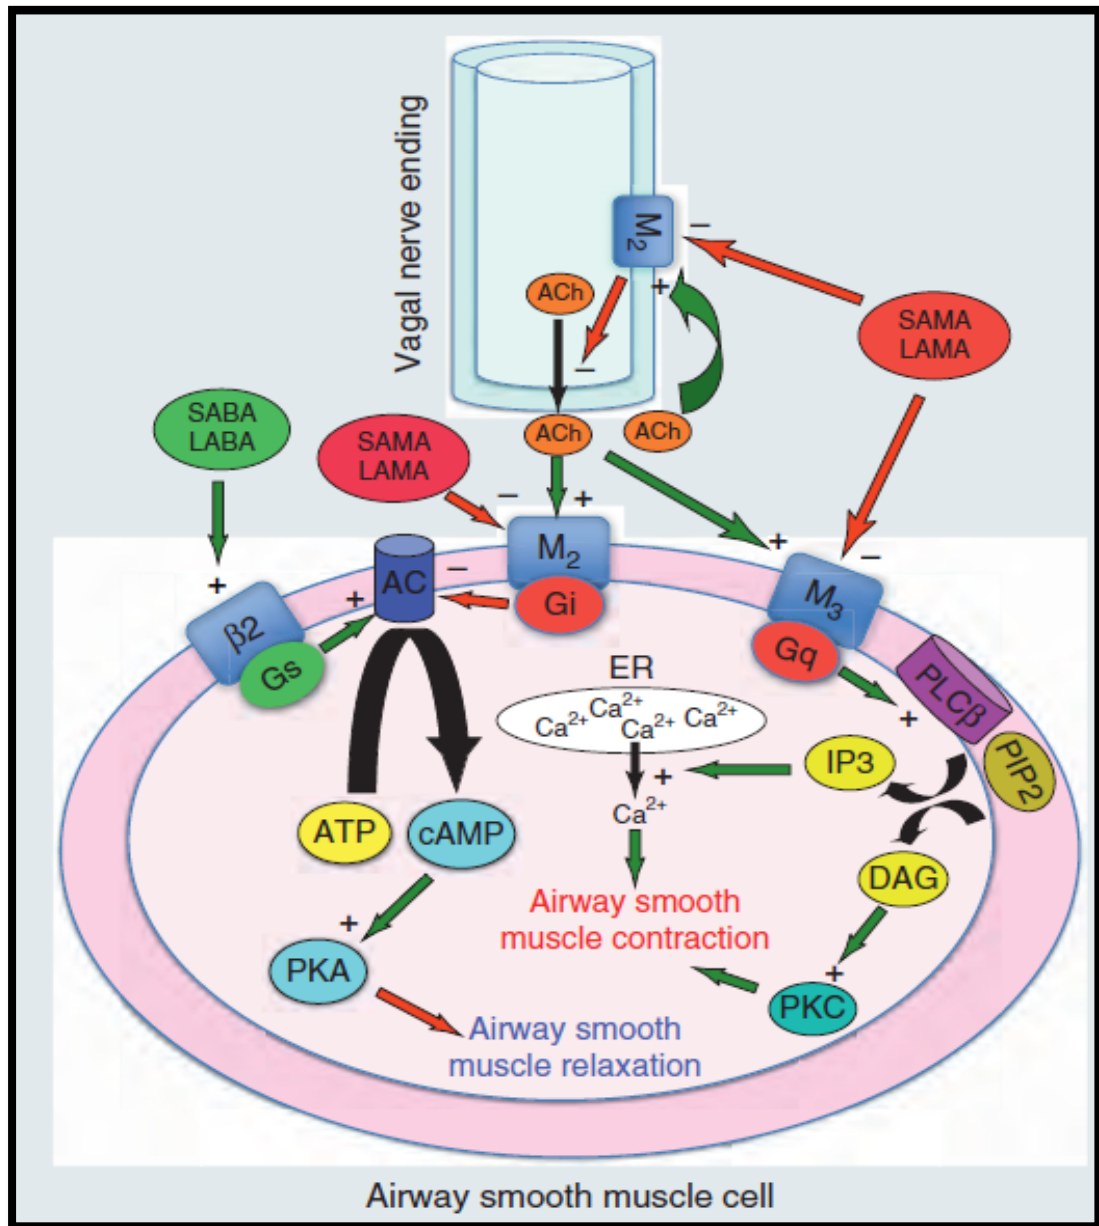 Vagal nerve ending
M2
–
+
ACh
–
SAMA
LAMA
SABA
LABA
SAMA
LAMA
ACh
ACh
–
+
+
–
+
AC
–
M2
Gi
+
β2
Gs
M3
Gq
+
PLCβ
PIP2
ER
Ca2+ Ca2+ Ca2+ Ca2+
+
IP3
Ca2+
ATP
cAMP
DAG
Airway smooth
muscle contraction
+
PKA
+
PKC
Airway smooth
muscle relaxation
Airway smooth muscle cell